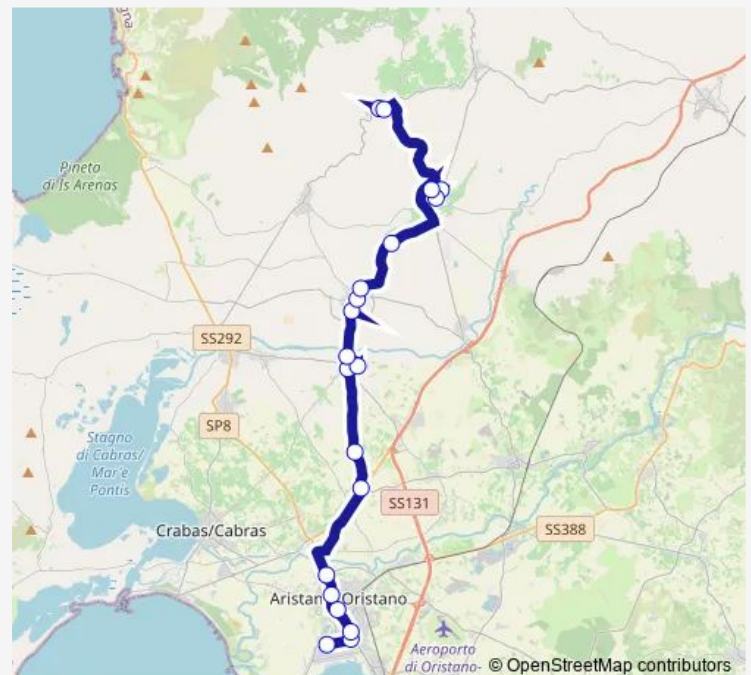 gna
Pineta
di Is Arenas
SS292
SP8
Stagno
di Cabras/
Mar'e
Pontis
SS131
SS388
Crabas/Cabras
Oristano
Aeroporto
di Oristano-
© OpenStreetMap contributors